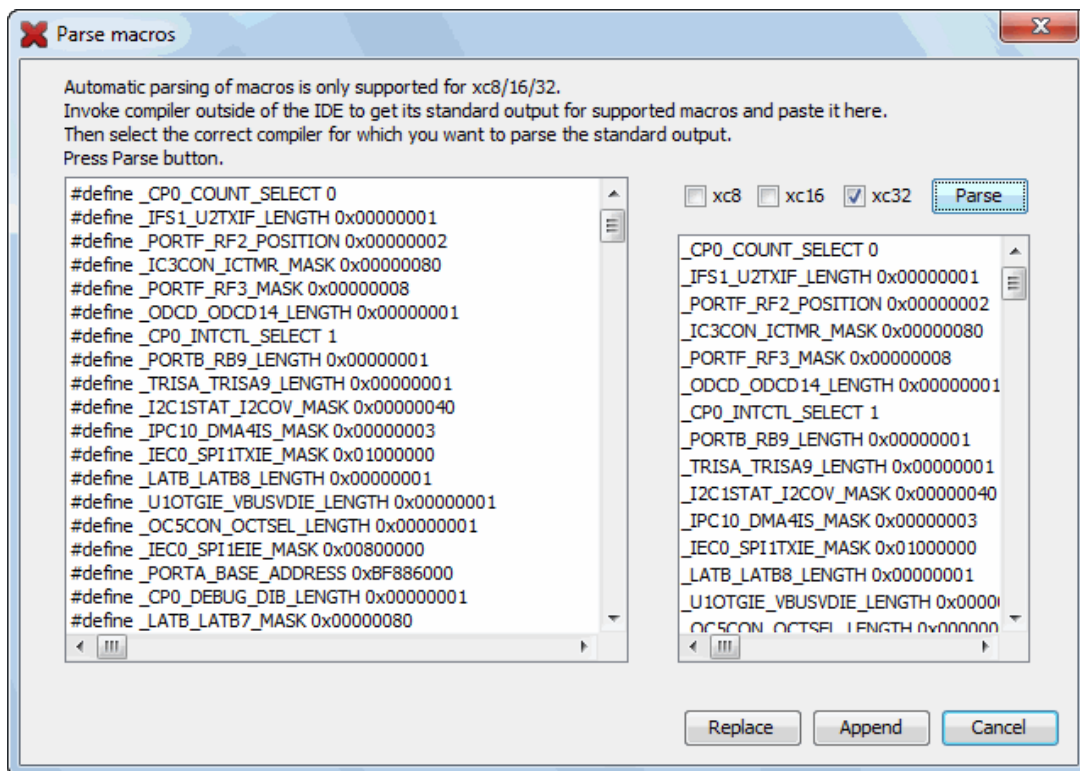 Parse macros
Automatic parsing of macros is only supported for xc8/16/32.
Invoke compiler outside of the IDE to get its standard output for supported macros and paste it here.
Then select the correct compiler for which you want to parse the standard output.
Press Parse button.
#define _CP0_COUNT_SELECT 0
#define _IFS1_U2TXIF_LENGTH 0x00000001
#define _PORTF_RF2_POSITION 0x00000002
#define _IC3CON_ICTMR_MASK 0x00000080
#define _PORTF_RF3_MASK 0x00000008
#define _ODCD_ODCD14_LENGTH 0x00000001
#define _CP0_INTCTL_SELECT 1
#define _PORTB_RB9_LENGTH 0x00000001
#define _TRISA_TRISA9_LENGTH 0x00000001
#define _I2C1STAT_I2COV_MASK 0x00000040
#define _IPC10_DMA4IS_MASK 0x00000003
#define _IEC0_SPI1TXIE_MASK 0x01000000
#define _LATB_LATB8_LENGTH 0x00000001
#define _U1OTGIE_VBUSVDIE_LENGTH 0x00000001
#define _OC5CON_OCTSEL_LENGTH 0x00000001
#define _IEC0_SPI1EIE_MASK 0x00800000
#define _PORTA_BASE_ADDRESS 0xBF886000
#define _CP0_DEBUG_DIB_LENGTH 0x00000001
#define _LATB_LATB7_MASK 0x00000080
xc8 xc16 xc32 Parse
_CP0_COUNT_SELECT 0
_IFS1_U2TXIF_LENGTH 0x00000001
_PORTF_RF2_POSITION 0x00000002
_IC3CON_ICTMR_MASK 0x00000080
_PORTF_RF3_MASK 0x00000008
_ODCD_ODCD14_LENGTH 0x00000001
_CP0_INTCTL_SELECT 1
_PORTB_RB9_LENGTH 0x00000001
_TRISA_TRISA9_LENGTH 0x00000001
_I2C1STAT_I2COV_MASK 0x00000040
_IPC10_DMA4IS_MASK 0x00000003
_IEC0_SPI1TXIE_MASK 0x01000000
_LATB_LATB8_LENGTH 0x00000001
_U1OTGIE_VBUSVDIE_LENGTH 0x0000
_OC5CON_OCTSEL_LENGTH 0x000000
Replace Append Cancel